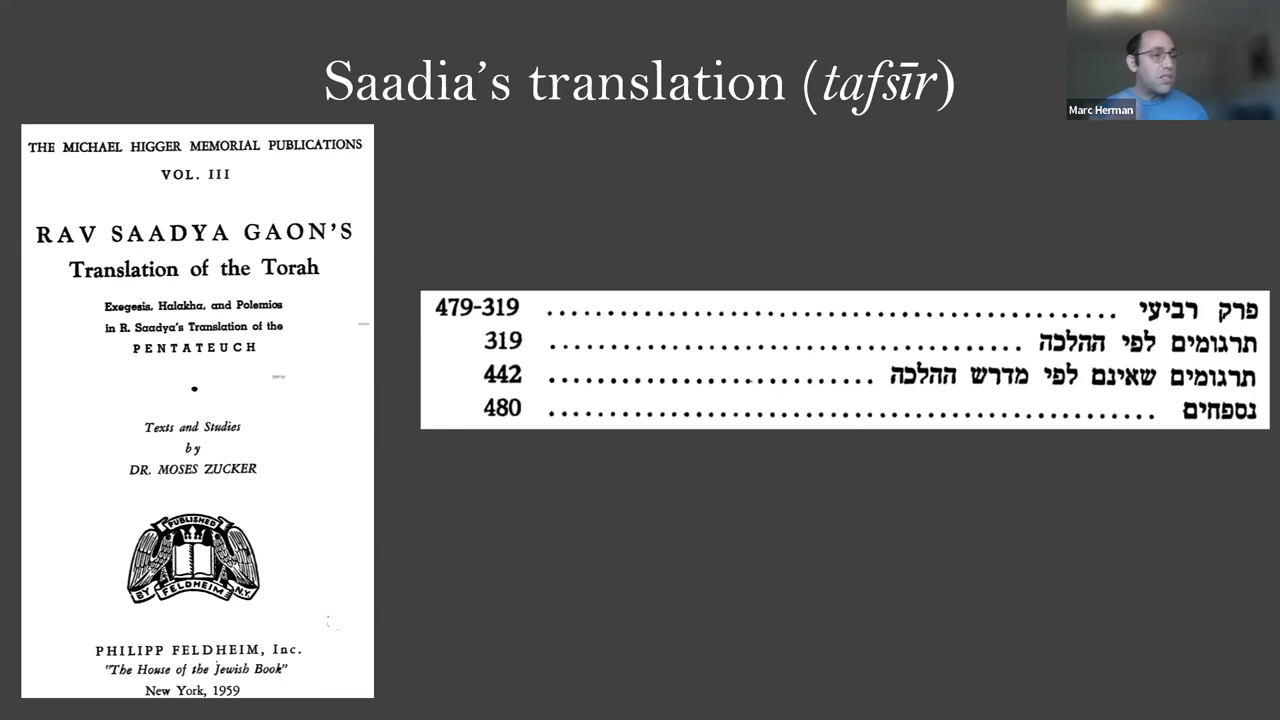 Saadia's translation (tafsīr)
Marc Herman
THE MICHAEL HIGGER MEMORIAL PUBLICATIONS
VOL. III
RAV SAADYA GAON'S
Translation of the Torah
Exegesis, Halakha, and Polemics
in R. Saadya's Translation of the
PENTATEUCH
Texts and Studies
by
DR. MOSES ZUCKER
PUBLISHED
BY FELDHEIM N.Y.
PHILIPP FELDHEIM, Inc.
"The House of the Jewish Book"
New York, 1959
פרק רביעי ........................................ 479-319
תרגומים לפי ההלכה ................................ 319
תרגומים שאינם לפי מדרש ההלכה ...................... 442
נספחים .......................................... 480